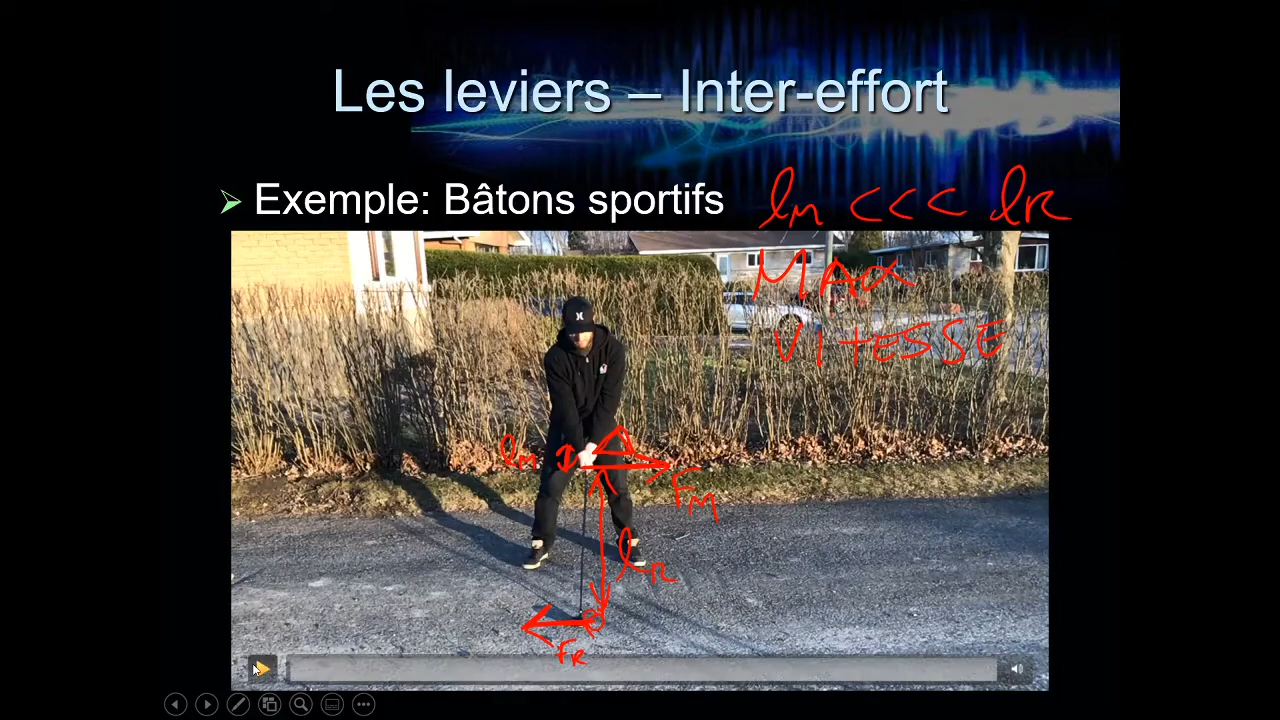 Les leviers – Inter-effort
Exemple: Bâtons sportifs
lM <<< lR
MAX
VITESSE
lM
FM
lR
R
FR